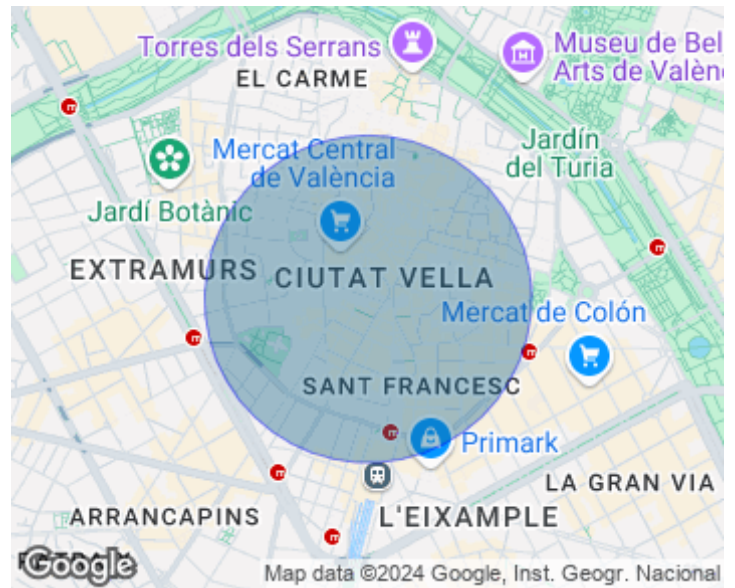 Torres dels Serrans
Museu de Bel
Arts de Valèn
EL CARME
Mercat Central
de València
Jardín
del Turia
Jardí Botànic
EXTRAMURS
CIUTAT VELLA
Mercat de Colón
SANT FRANCESC
Primark
LA GRAN VIA
ARRANCAPINS
L'EIXAMPLE
Google
Map data ©2024 Google, Inst. Geogr. Nacional